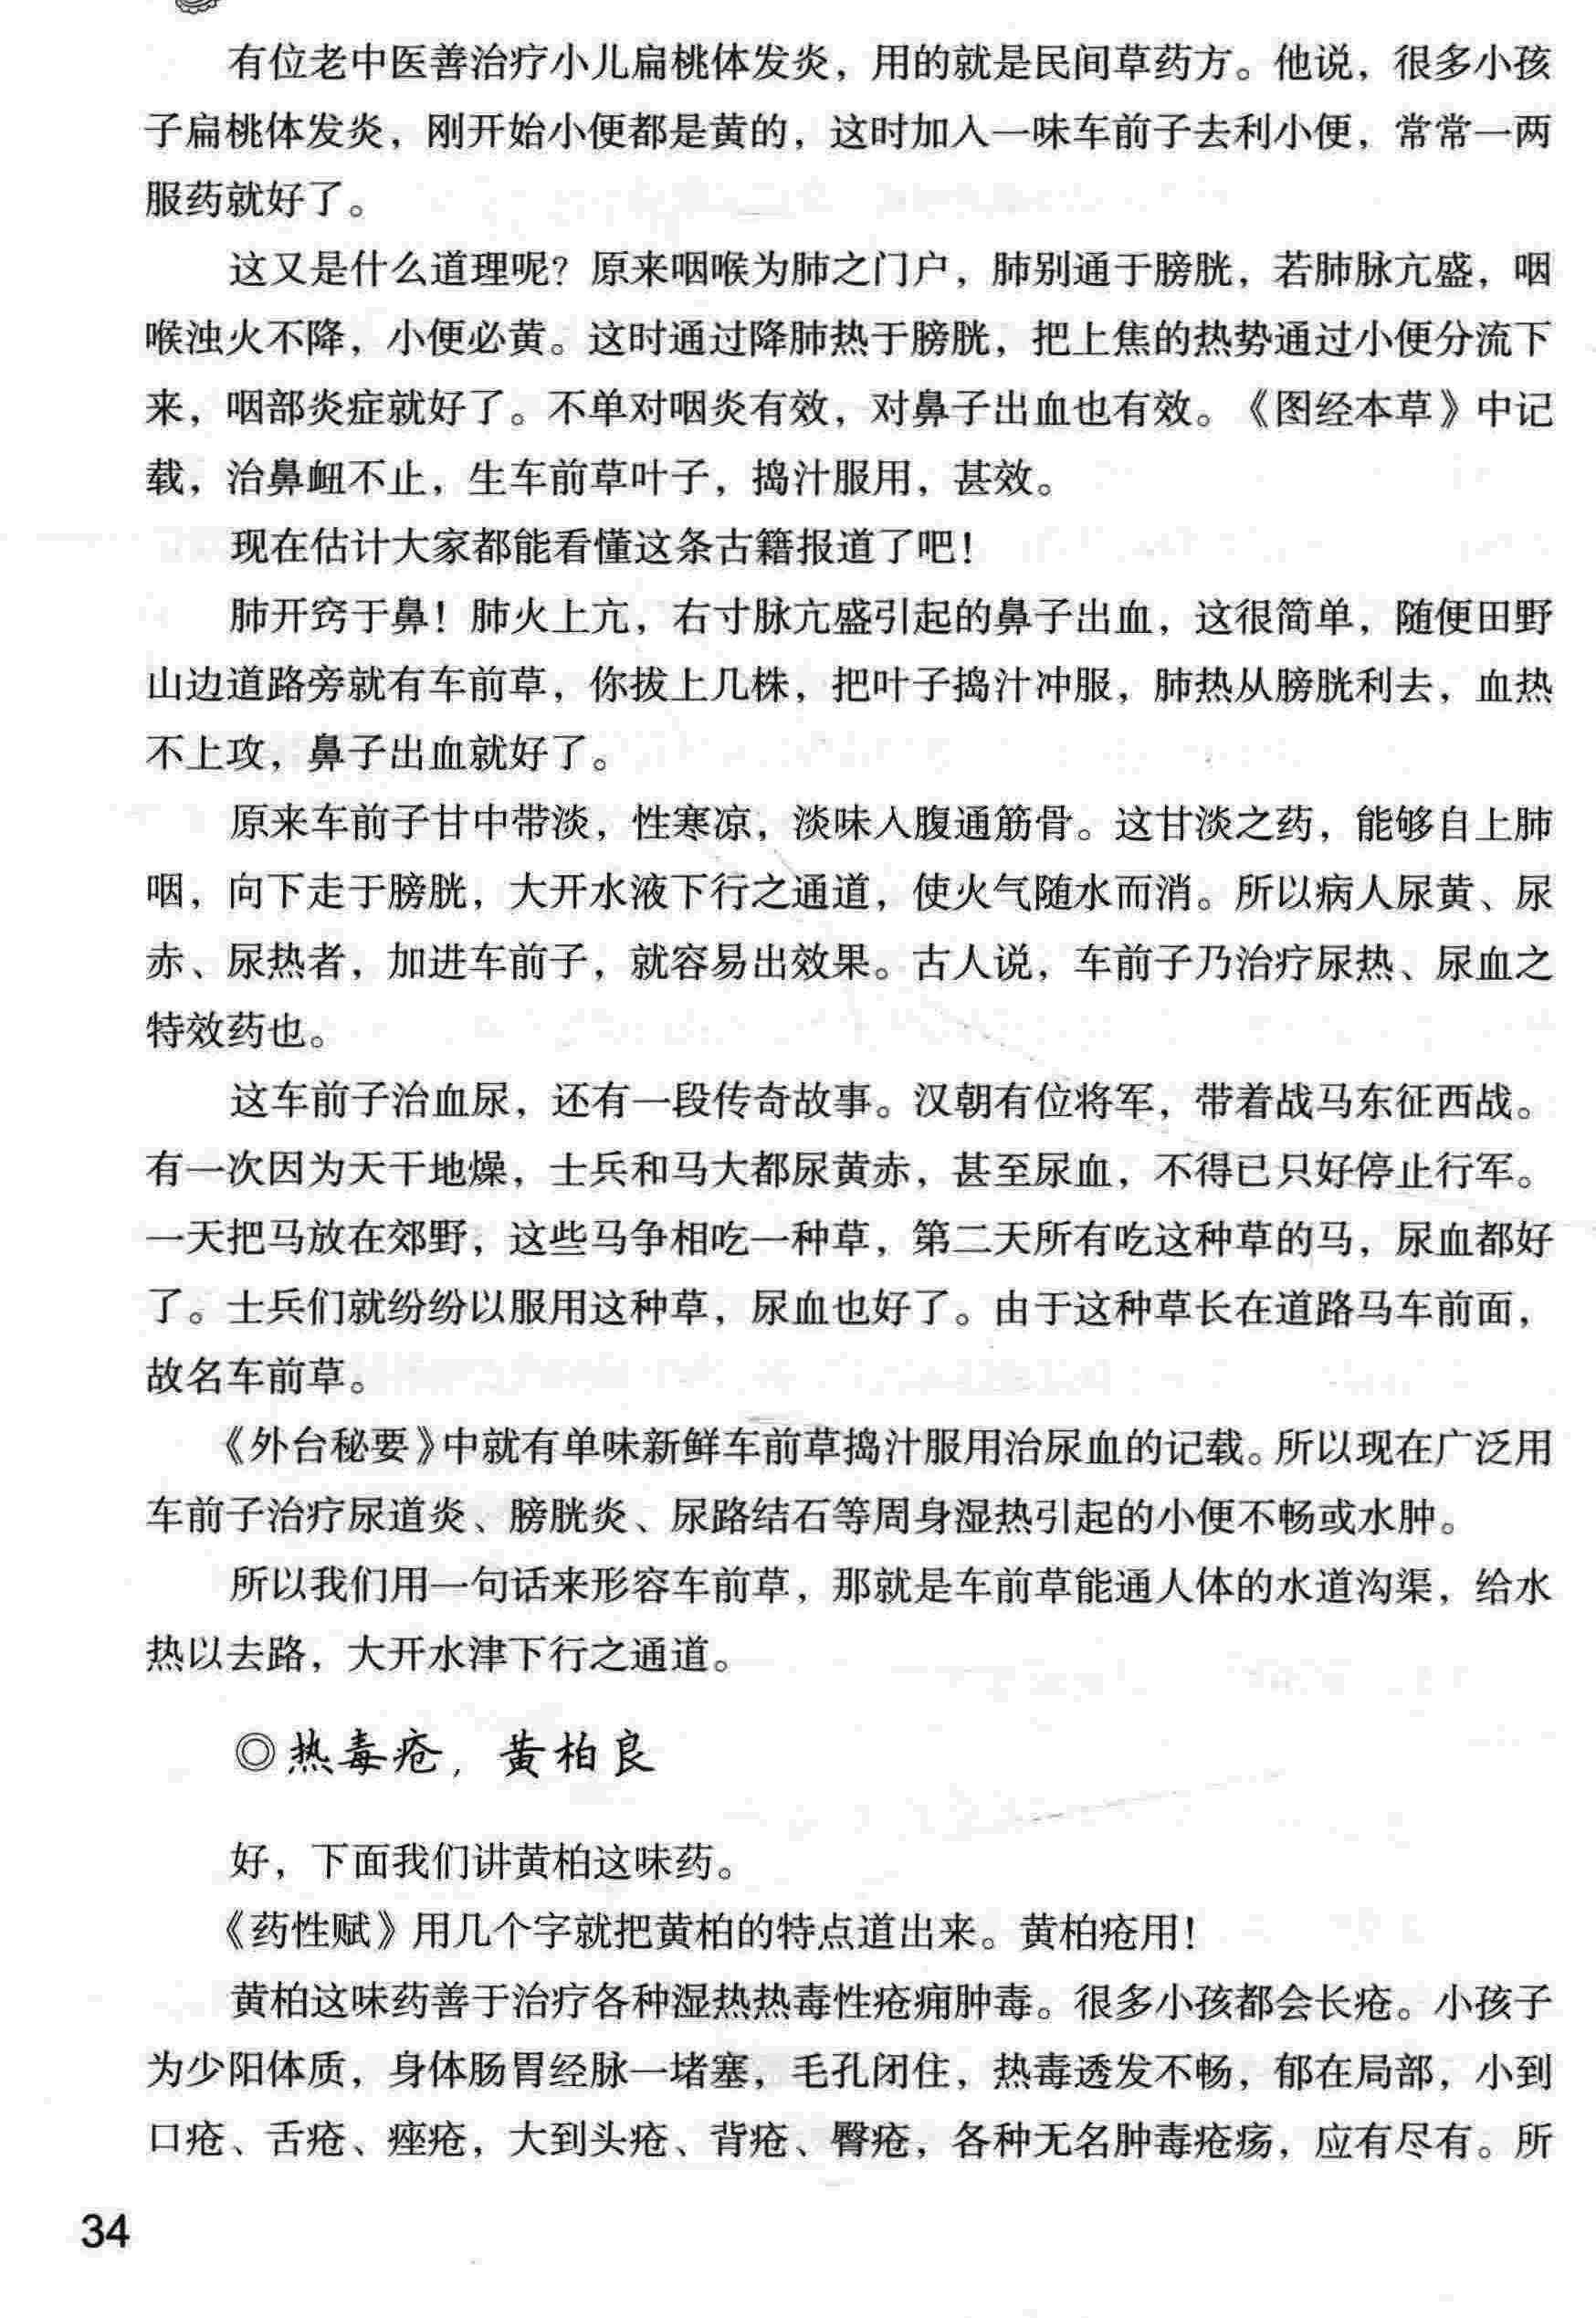 有位老中医善治疗小儿扁桃体发炎，用的就是民间草药方。他说，很多小孩
子扁桃体发炎，刚开始小便都是黄的，这时加入一味车前子去利小便，常常一两
服药就好了。
这又是什么道理呢？原来咽喉为肺之门户，肺别通于膀胱，若肺脉亢盛，咽
喉浊火不降，小便必黄。这时通过降肺热于膀胱，把上焦的热势通过小便分流下
来，咽部炎症就好了。不单对咽炎有效，对鼻子出血也有效。《图经本草》中记
载，治鼻衄不止，生车前草叶子，捣汁服用，甚效。
现在估计大家都能看懂这条古籍报道了吧！
肺开窍于鼻！肺火上亢，右寸脉亢盛引起的鼻子出血，这很简单，随便田野
山边道路旁就有车前草，你拔上几株，把叶子捣汁冲服，肺热从膀胱利去，血热
不上攻，鼻子出血就好了。
原来车前子甘中带淡，性寒凉，淡味入腹通筋骨。这甘淡之药，能够自上肺
咽，向下走于膀胱，大开水液下行之通道，使火气随水而消。所以病人尿黄、尿
赤、尿热者，加进车前子，就容易出效果。古人说，车前子乃治疗尿热、尿血之
特效药也。
这车前子治血尿，还有一段传奇故事。汉朝有位将军，带着战马东征西战。
有一次因为天干地燥，士兵和马大都尿黄赤，甚至尿血，不得已只好停止行军。
一天把马放在郊野，这些马争相吃一种草，第二天所有吃这种草的马，尿血都好
了。士兵们就纷纷以服用这种草，尿血也好了。由于这种草长在道路马车前面，
故名车前草。
《外台秘要》中就有单味新鲜车前草捣汁服用治尿血的记载。所以现在广泛用
车前子治疗尿道炎、膀胱炎、尿路结石等周身湿热引起的小便不畅或水肿。
所以我们用一句话来形容车前草，那就是车前草能通人体的水道沟渠，给水
热以去路，大开水津下行之通道。
◎热毒疮，黄柏良
好，下面我们讲黄柏这味药。
《药性赋》用几个字就把黄柏的特点道出来。黄柏疮用！
黄柏这味药善于治疗各种湿热热毒性疮痈肿毒。很多小孩都会长疮。小孩子
为少阳体质，身体肠胃经脉一堵塞，毛孔闭住，热毒透发不畅，郁在局部，小到
口疮、舌疮、痤疮，大到头疮、背疮、臀疮，各种无名肿毒疮疡，应有尽有。所
34